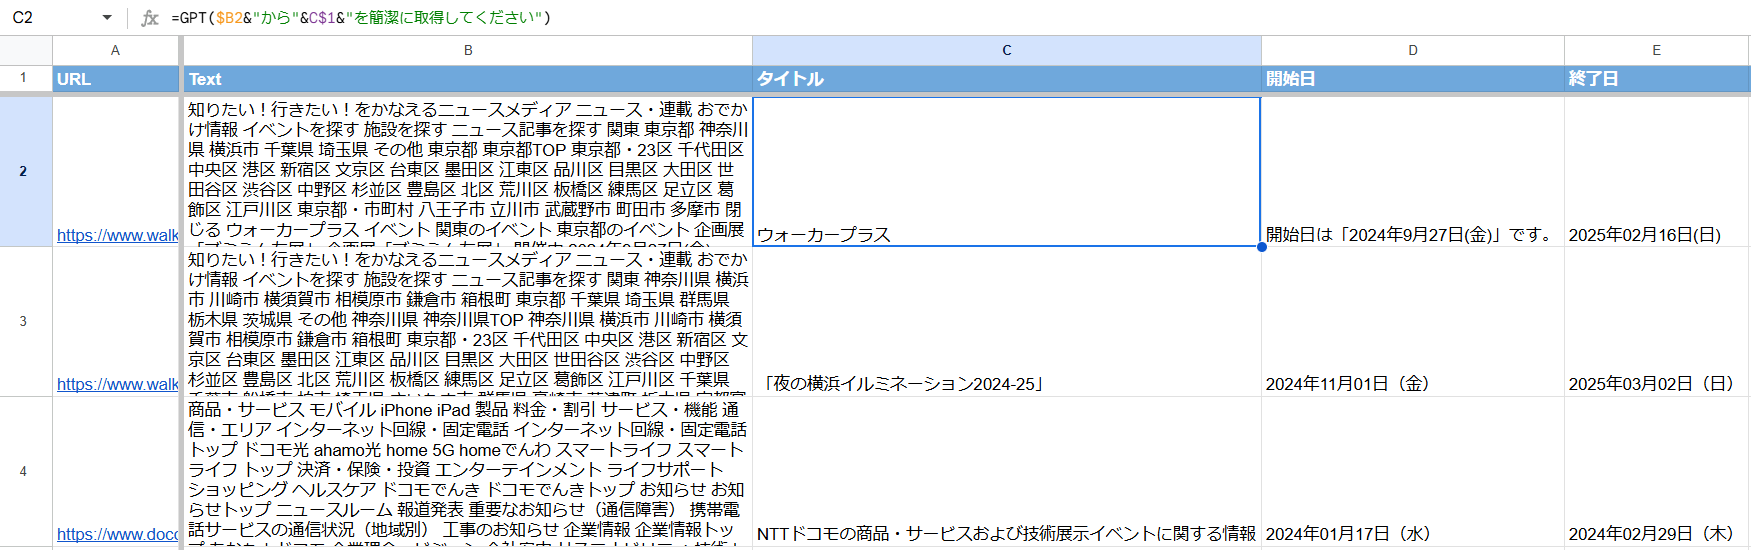 C2 fx =GPT($B2&"から"&C$1&"を簡潔に取得してください")
A B C D E
1 URL Text タイトル 開始日 終了日
知りたい！行きたい！をかなえるニュースメディア ニュース・連載 おでか
け情報 イベントを探す 施設を探す ニュース記事を探す 関東 東京都 神奈川
県 横浜市 千葉県 埼玉県 その他 東京都 東京都TOP 東京都・23区 千代田区
中央区 港区 新宿区 文京区 台東区 墨田区 江東区 品川区 目黒区 大田区 世
田谷区 渋谷区 中野区 杉並区 豊島区 北区 荒川区 板橋区 練馬区 足立区 葛
飾区 江戸川区 東京都・市町村 八王子市 立川市 武蔵野市 町田市 多摩市 閉
じる ウォーカープラス イベント 関東のイベント 東京都のイベント 企画展
2 https://www.walk ウォーカープラス 開始日は「2024年9月27日(金)」です。 2025年02月16日(日)
知りたい！行きたい！をかなえるニュースメディア ニュース・連載 おでか
け情報 イベントを探す 施設を探す ニュース記事を探す 関東 神奈川県 横浜
市 川崎市 横須賀市 相模原市 鎌倉市 箱根町 東京都 千葉県 埼玉県 群馬県
栃木県 茨城県 その他 神奈川県 神奈川県TOP 神奈川県 横浜市 川崎市 横須
賀市 相模原市 鎌倉市 箱根町 東京都・23区 千代田区 中央区 港区 新宿区 文
京区 台東区 墨田区 江東区 品川区 目黒区 大田区 世田谷区 渋谷区 中野区
杉並区 豊島区 北区 荒川区 板橋区 練馬区 足立区 葛飾区 江戸川区 千葉県
3 https://www.walk 「夜の横浜イルミネーション2024-25」 2024年11月01日（金） 2025年03月02日（日）
商品・サービス モバイル iPhone iPad 製品 料金・割引 サービス・機能 通
信・エリア インターネット回線・固定電話 インターネット回線・固定電話
トップ ドコモ光 ahamo光 home 5G homeでんわ スマートライフ スマート
ライフ トップ 決済・保険・投資 エンターテインメント ライフサポート
ショッピング ヘルスケア ドコモでんき ドコモでんきトップ お知らせ お知
らせトップ ニュースルーム 報道発表 重要なお知らせ（通信障害） 携帯電
話サービスの通信状況（地域別） 工事のお知らせ 企業情報 企業情報トッ
4 https://www.docc NTTドコモの商品・サービスおよび技術展示イベントに関する情報 2024年01月17日（水） 2024年02月29日（木）